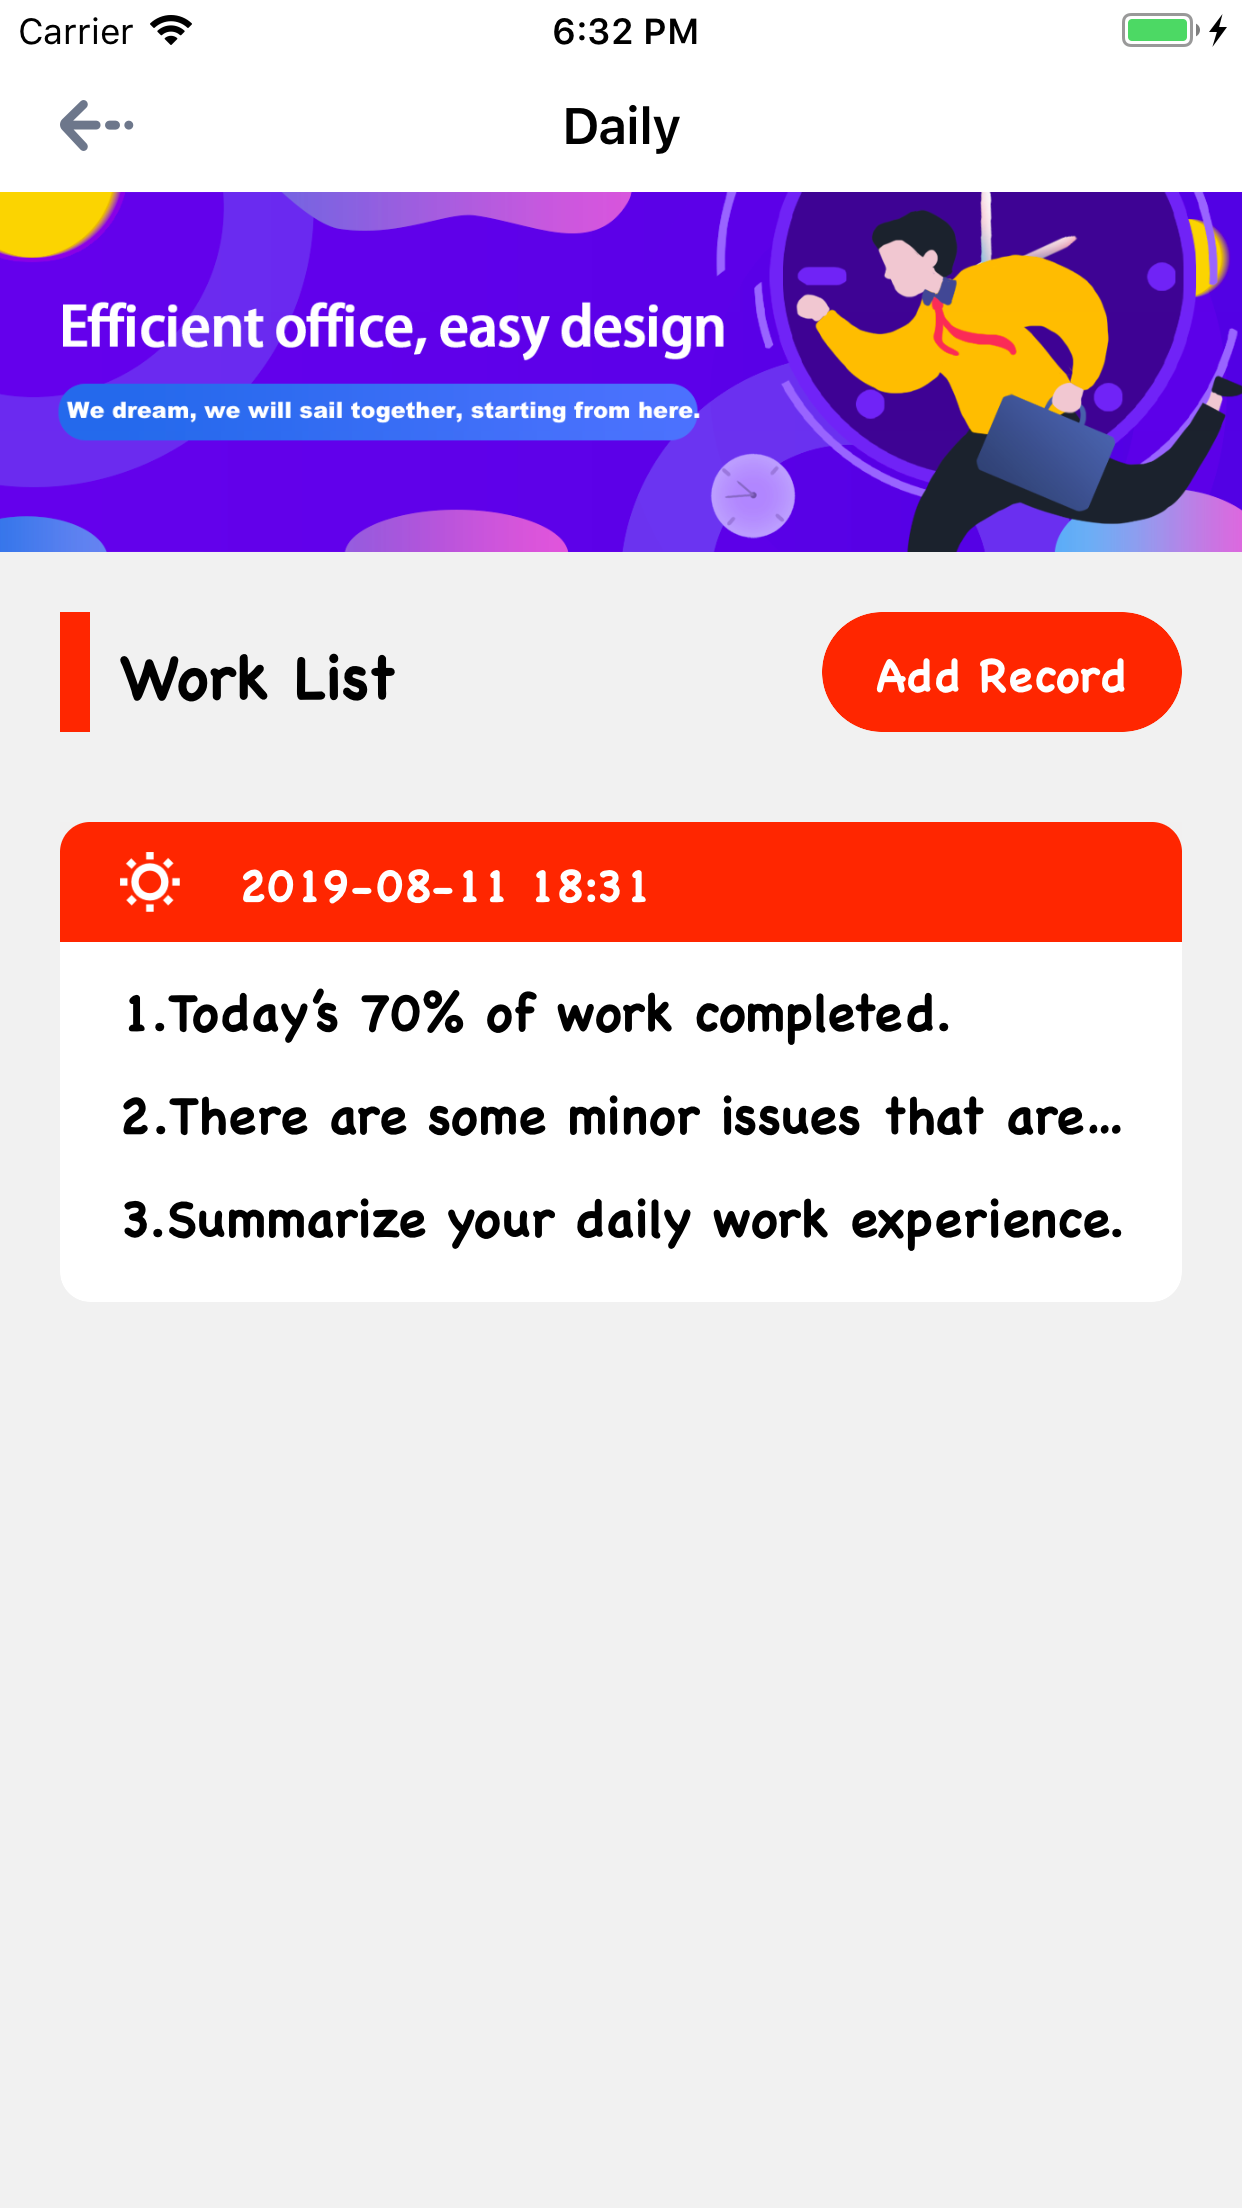 Carrier 6:32 PM
Daily
Efficient office, easy design
We dream, we will sail together, starting from here.
Work List
Add Record
2019-08-11 18:31
1.Today's 70% of work completed.
2.There are some minor issues that are...
3.Summarize your daily work experience.